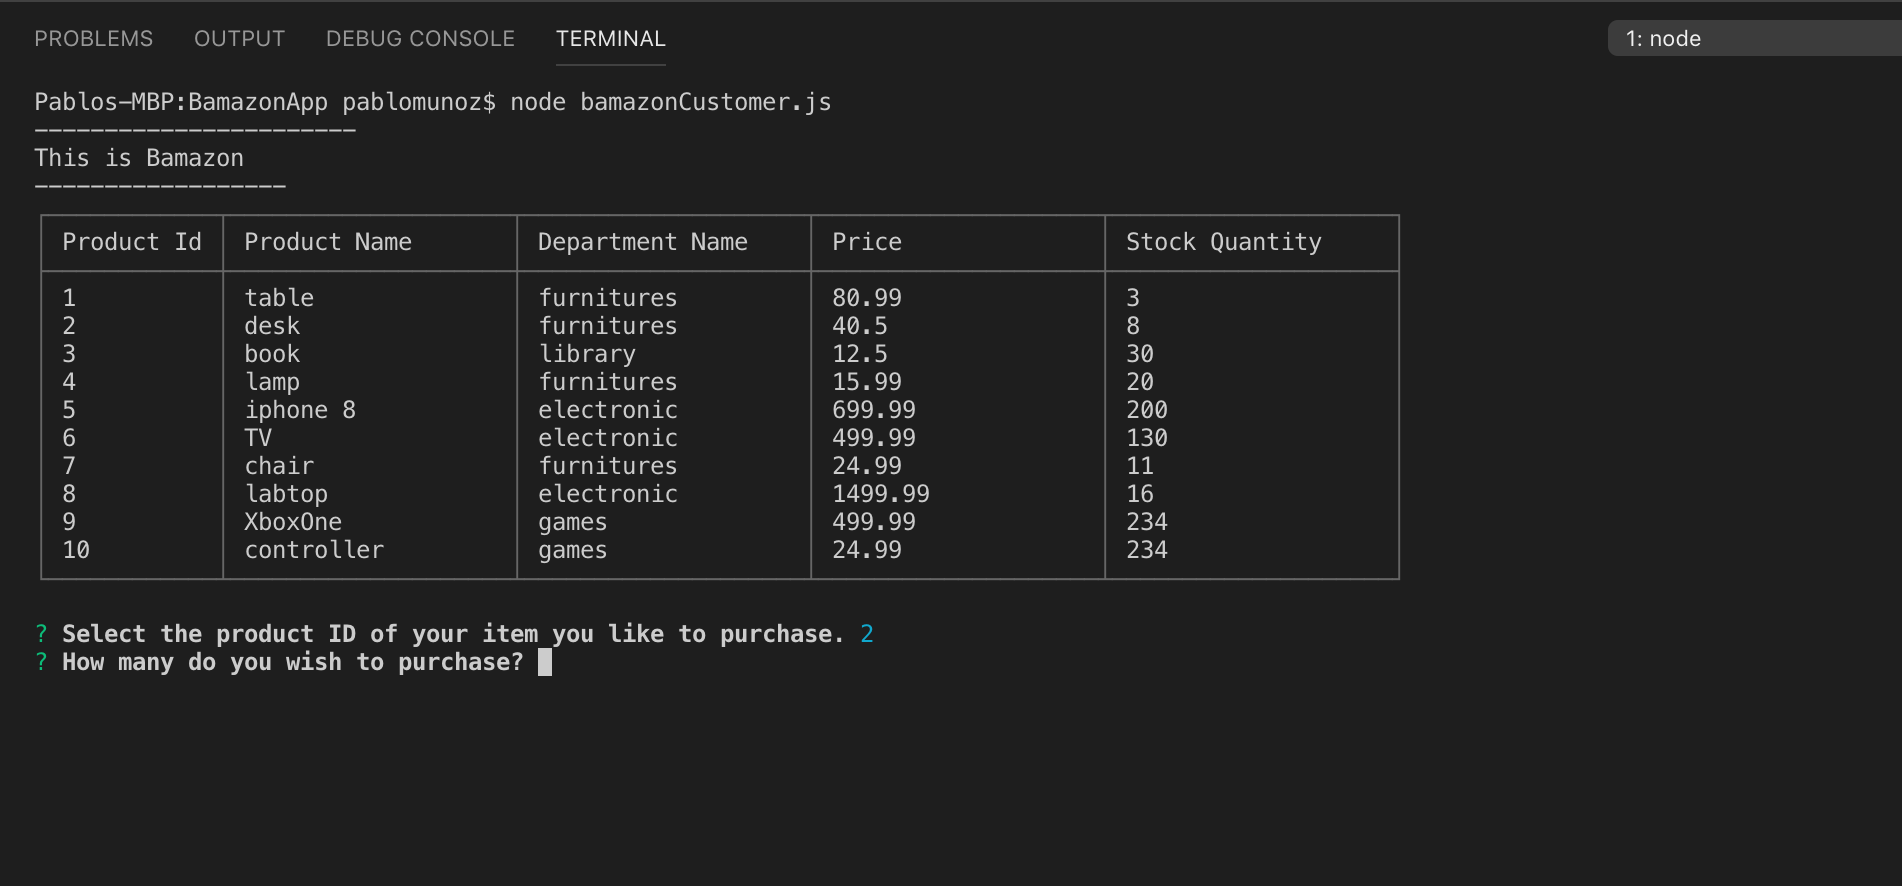 PROBLEMS OUTPUT DEBUG CONSOLE TERMINAL 1: node
Pablos-MBP:BamazonApp pablomunoz$ node bamazonCustomer.js
-----------------------
This is Bamazon
------------------
Product Id Product Name Department Name Price Stock Quantity
1 table furnitures 80.99 3
2 desk furnitures 40.5 8
3 book library 12.5 30
4 lamp furnitures 15.99 20
5 iphone 8 electronic 699.99 200
6 TV electronic 499.99 130
7 chair furnitures 24.99 11
8 labtop electronic 1499.99 16
9 XboxOne games 499.99 234
10 controller games 24.99 234
? Select the product ID of your item you like to purchase. 2
? How many do you wish to purchase?